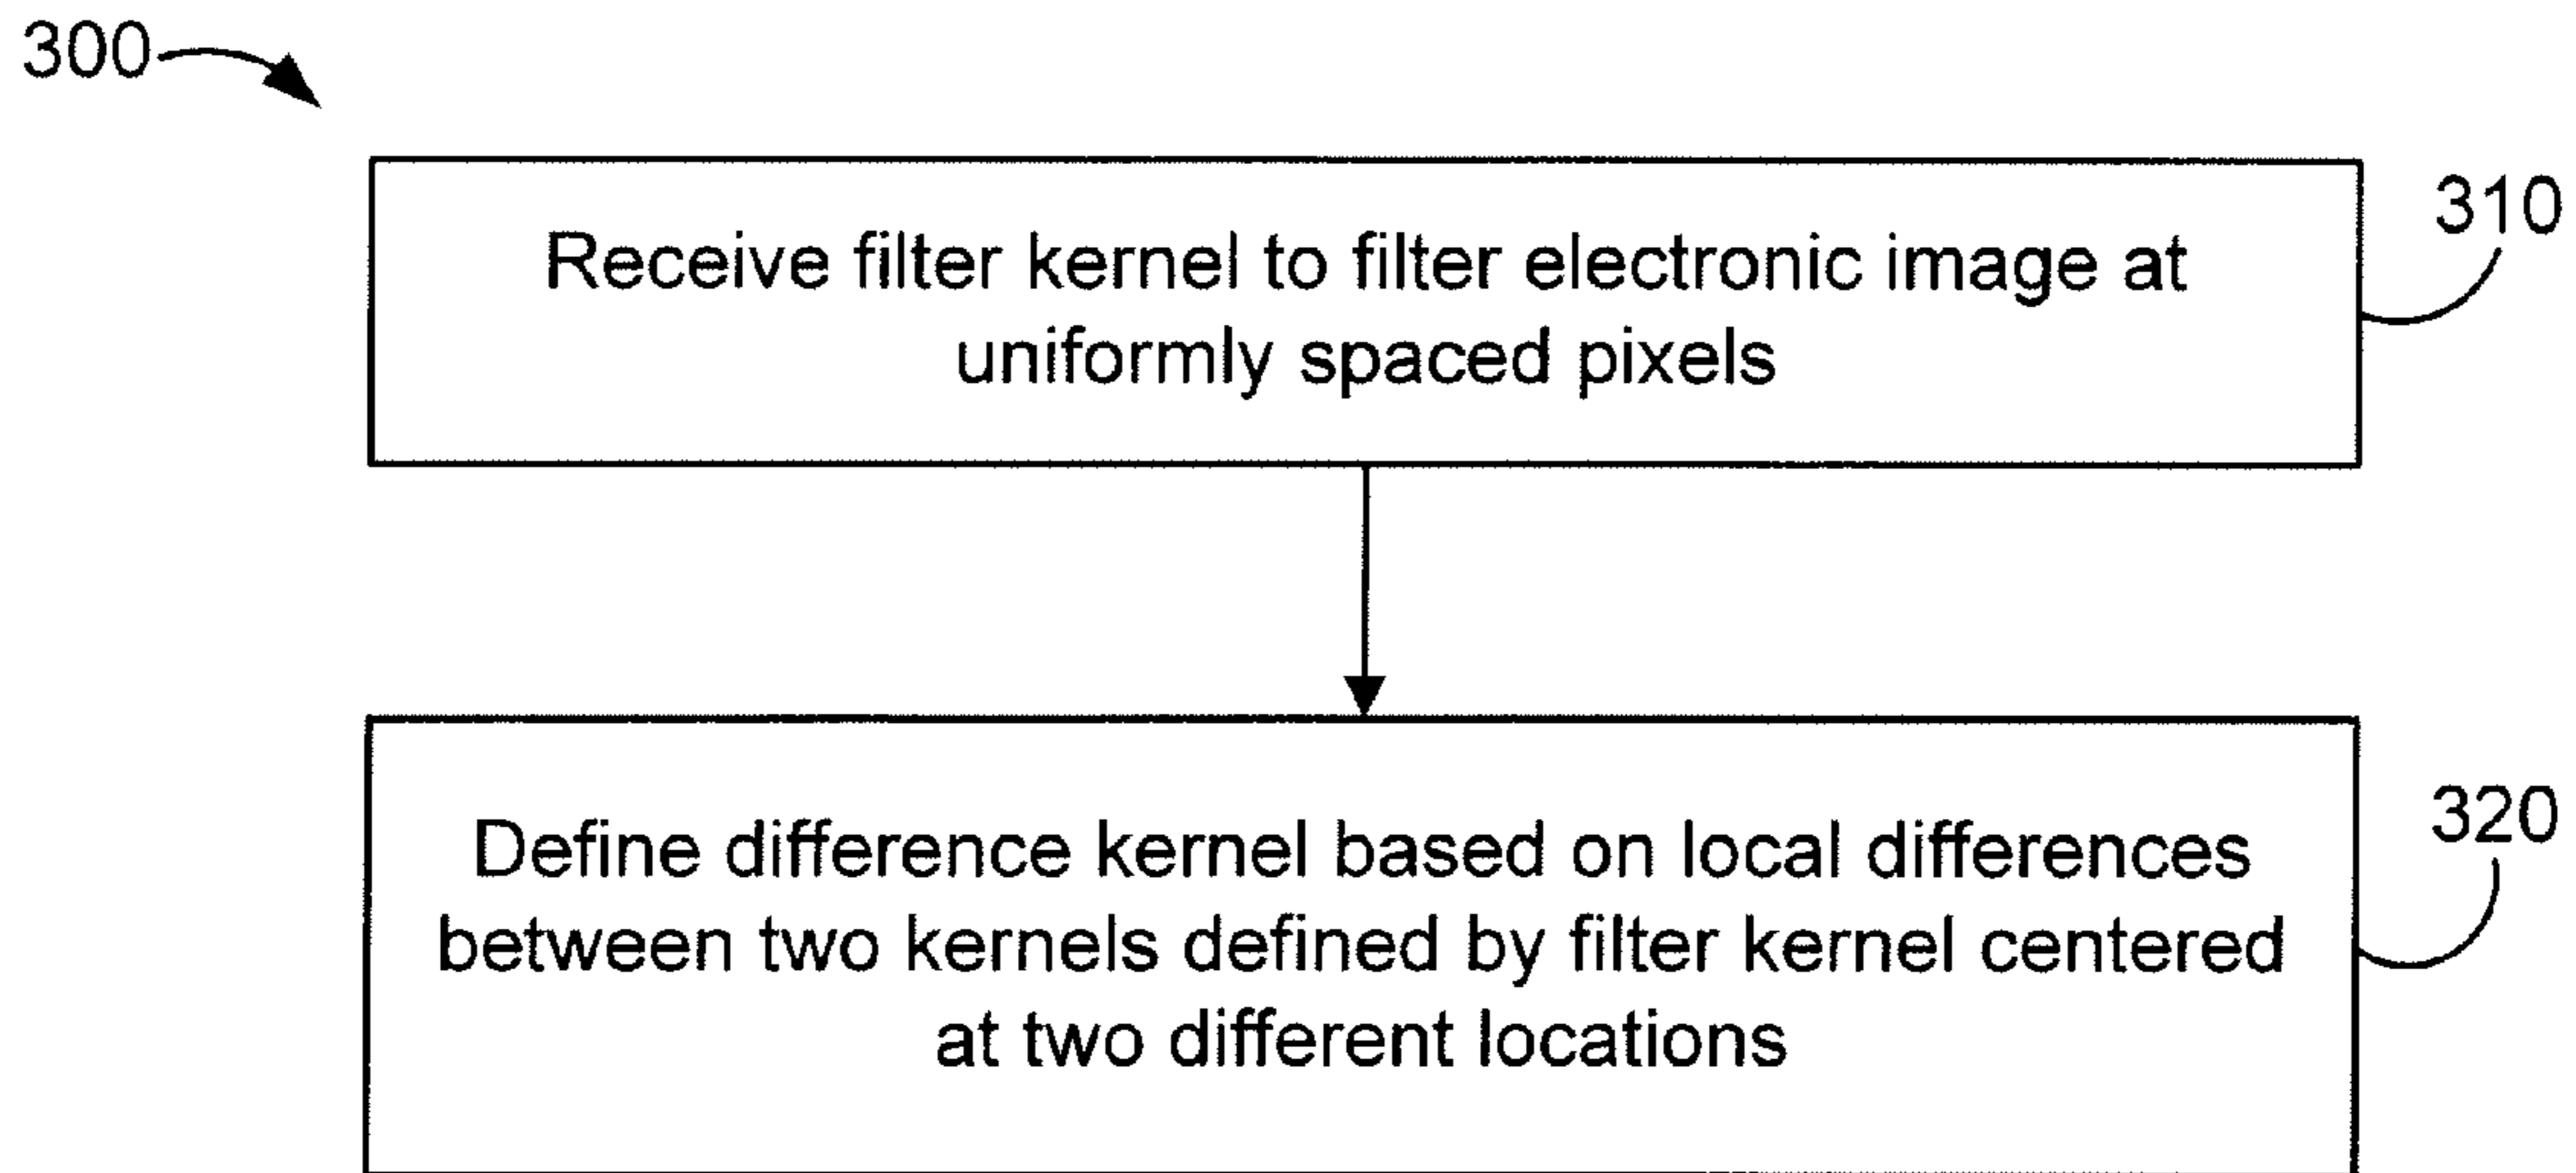 300
Receive filter kernel to filter electronic image at
uniformly spaced pixels
310
Define difference kernel based on local differences
between two kernels defined by filter kernel centered
at two different locations
320